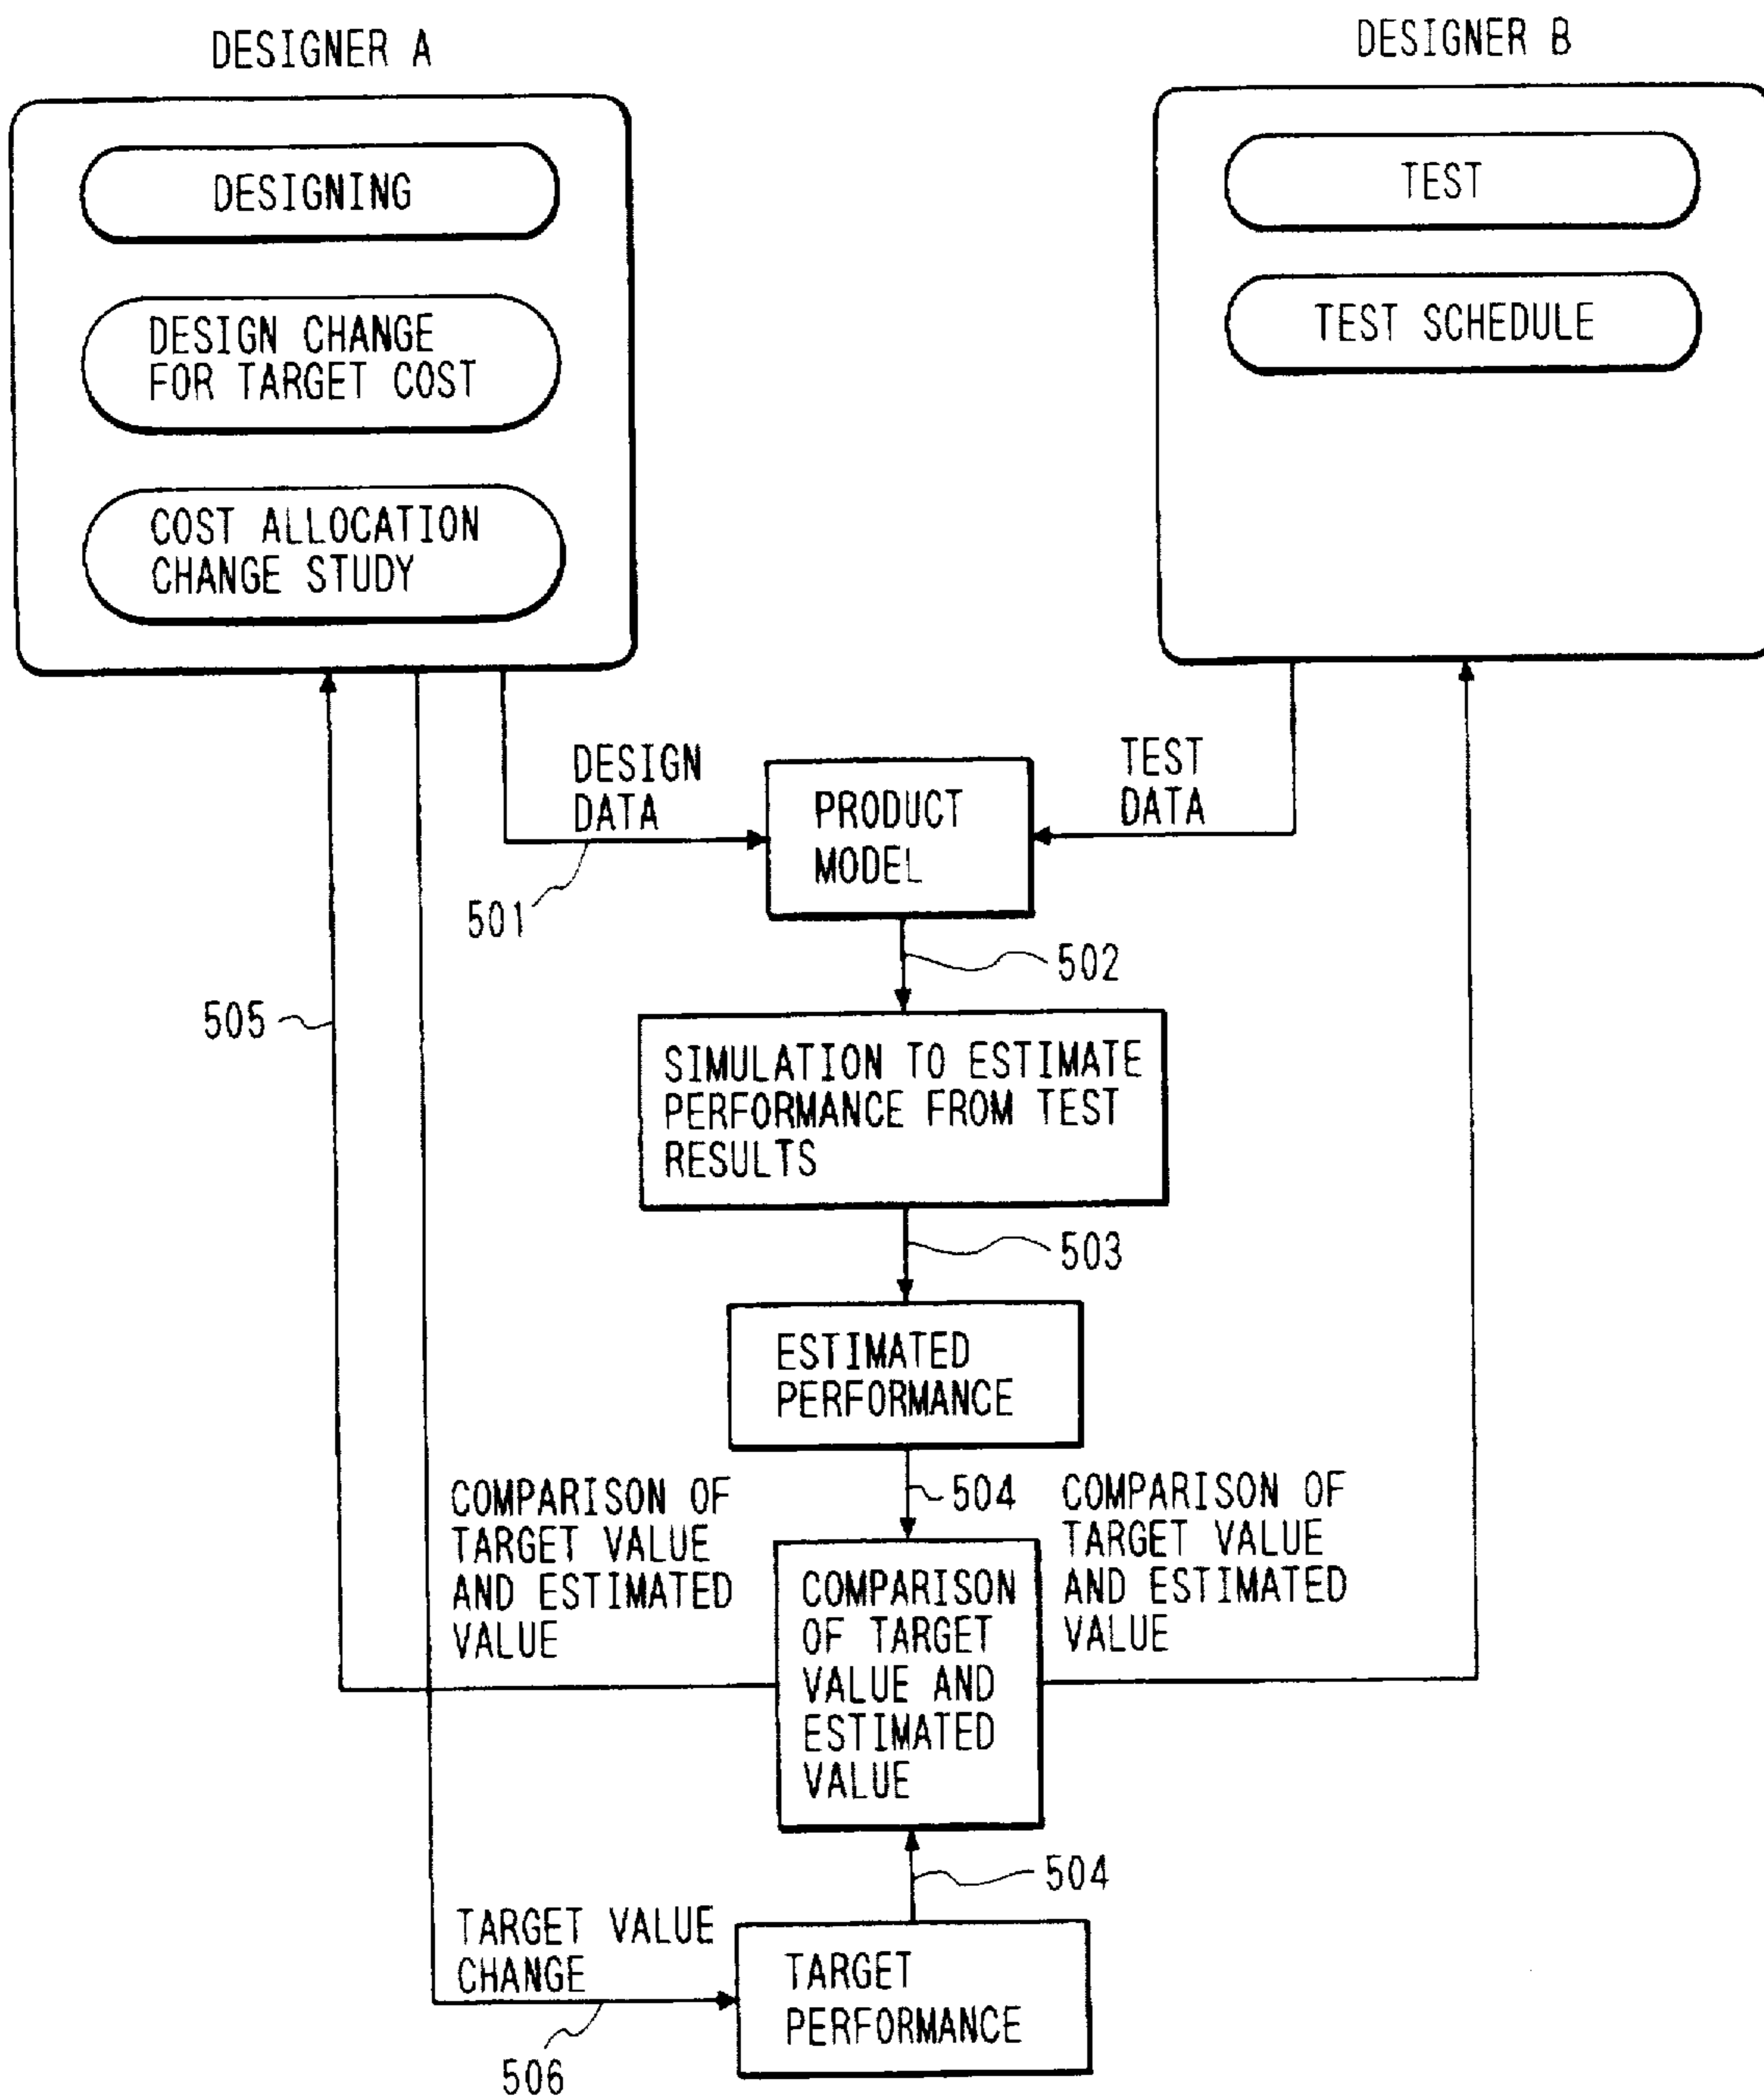 DESIGNER A
DESIGNING
DESIGN CHANGE
FOR TARGET COST
COST ALLOCATION
CHANGE STUDY
DESIGNER B
TEST
TEST SCHEDULE
DESIGN
DATA
501
PRODUCT
MODEL
TEST
DATA
502
505
SIMULATION TO ESTIMATE
PERFORMANCE FROM TEST
RESULTS
503
ESTIMATED
PERFORMANCE
504
COMPARISON OF
TARGET VALUE
AND ESTIMATED
VALUE
COMPARISON
OF TARGET
VALUE AND
ESTIMATED
VALUE
COMPARISON OF
TARGET VALUE
AND ESTIMATED
VALUE
504
TARGET VALUE
CHANGE
506
TARGET
PERFORMANCE